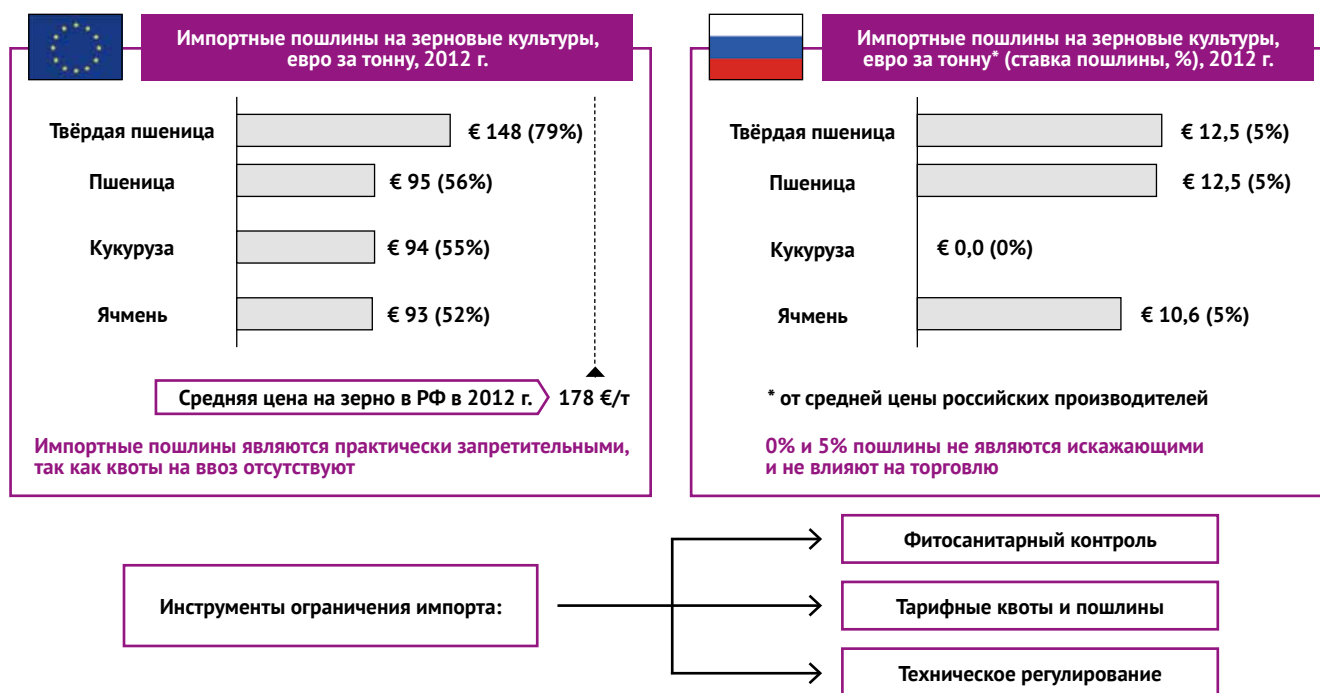 Импортные пошлины на зерновые культуры,
евро за тонну, 2012 г.
Твёрдая пшеница
€ 148 (79%)
Пшеница
€ 95 (56%)
Кукуруза
€ 94 (55%)
Ячмень
€ 93 (52%)
Средняя цена на зерно в РФ в 2012 г.
178 €/т
Импортные пошлины являются практически запретительными,
так как квоты на ввоз отсутствуют
Импортные пошлины на зерновые культуры,
евро за тонну* (ставка пошлины, %), 2012 г.
Твёрдая пшеница
€ 12,5 (5%)
Пшеница
€ 12,5 (5%)
Кукуруза
€ 0,0 (0%)
Ячмень
€ 10,6 (5%)
* от средней цены российских производителей
0% и 5% пошлины не являются искажающими
и не влияют на торговлю
Инструменты ограничения импорта:
Фитосанитарный контроль
Тарифные квоты и пошлины
Техническое регулирование